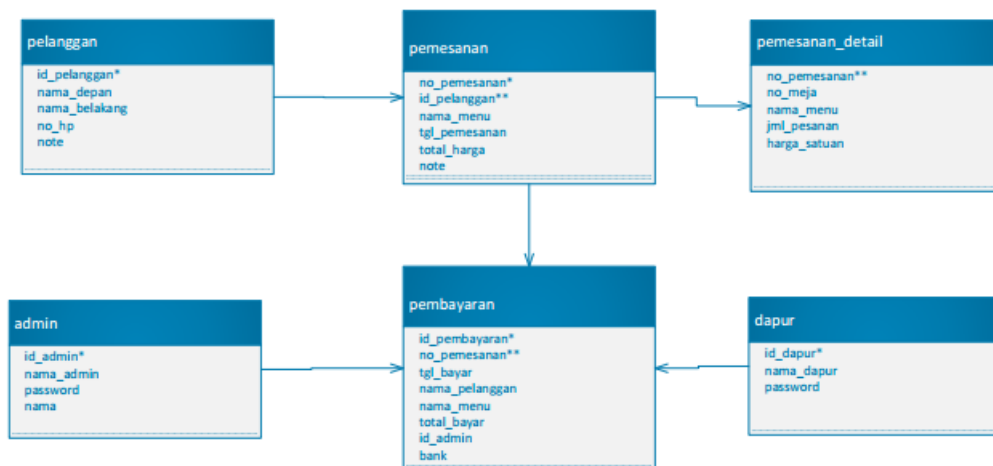 pelanggan
id_pelanggan*
nama_depan
nama_belakang
no_hp
note
pemesanan
no_pemesanan*
id_pelanggan**
nama_menu
tgl_pemesanan
total_harga
note
pemesanan_detail
no_pemesanan**
no_meja
nama_menu
jml_pesanan
harga_satuan
admin
id_admin*
nama_admin
password
nama
pembayaran
id_pembayaran*
no_pemesanan**
tgl_bayar
nama_pelanggan
nama_menu
total_bayar
id_admin
bank
dapur
id_dapur*
nama_dapur
password